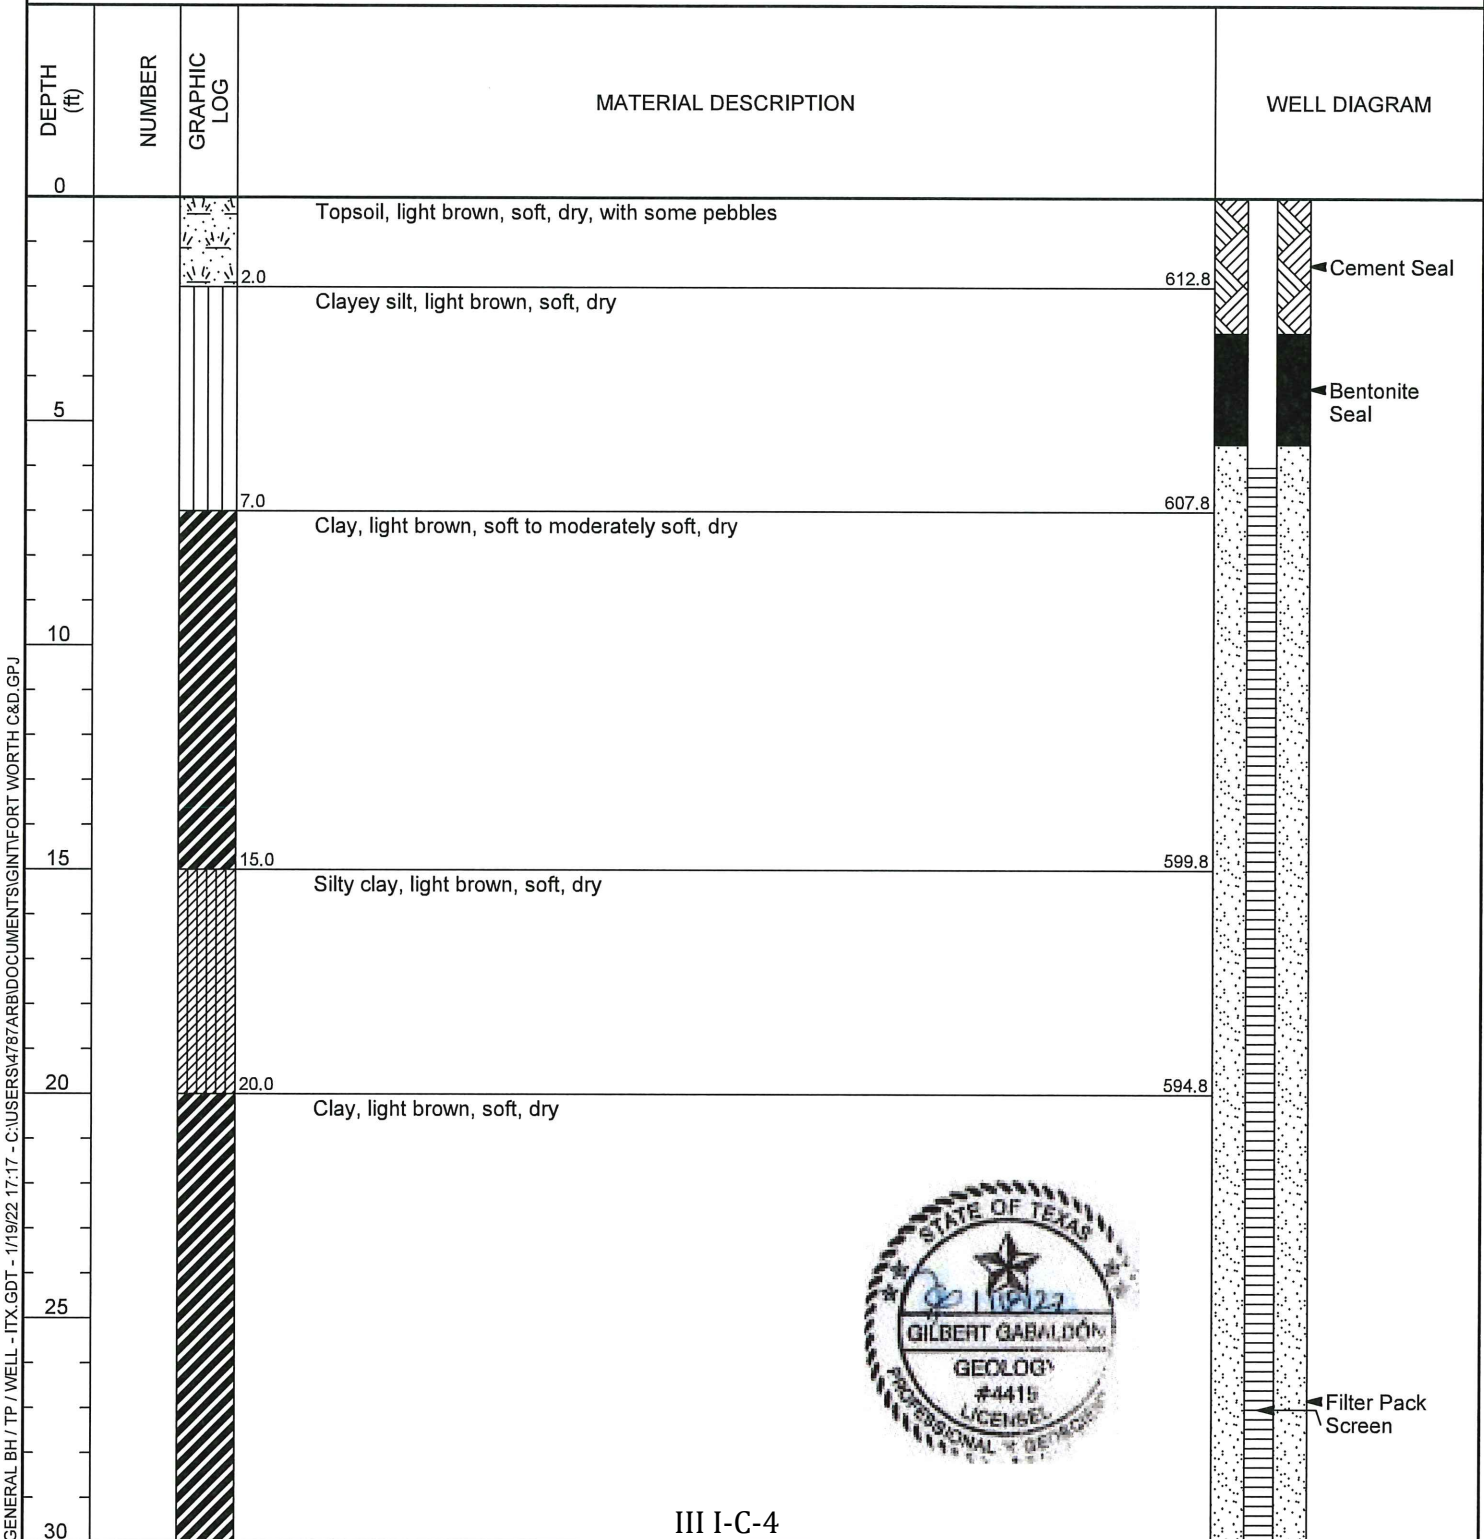 DEPTH
(ft)
NUMBER
GRAPHIC
LOG
MATERIAL DESCRIPTION
WELL DIAGRAM
0
Topsoil, light brown, soft, dry, with some pebbles
Cement Seal
2.0
612.8
Clayey silt, light brown, soft, dry
Bentonite
Seal
5
7.0
607.8
Clay, light brown, soft to moderately soft, dry
10
15
15.0
599.8
Silty clay, light brown, soft, dry
20
20.0
594.8
Clay, light brown, soft, dry
STATE OF TEXAS
GILBERT GABALDÓN
GEOLOGY
#4415
LICENSED
PROFESSIONAL
25
Filter Pack
Screen
30
III I-C-4
GENERAL BH / TP / WELL - ITX.GDT - 1/19/22 17:17 - C:\USERS\4787ARB\DOCUMENTS\GINT\FORT WORTH C&D.GPJ